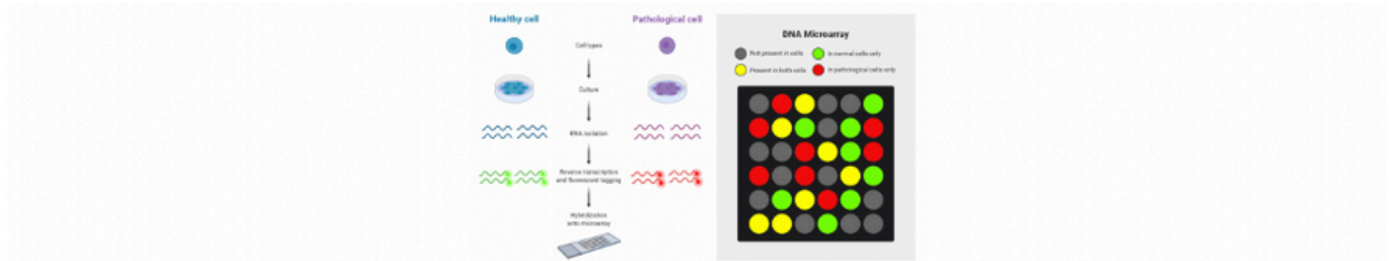 Healthy cell
Pathological cell
Cell types
Culture
RNA isolation
Reverse transcription
and fluorescent tagging
Hybridization
onto microarray
DNA Microarray
Not present in cells
In normal cells only
Present in both cells
In pathological cells only